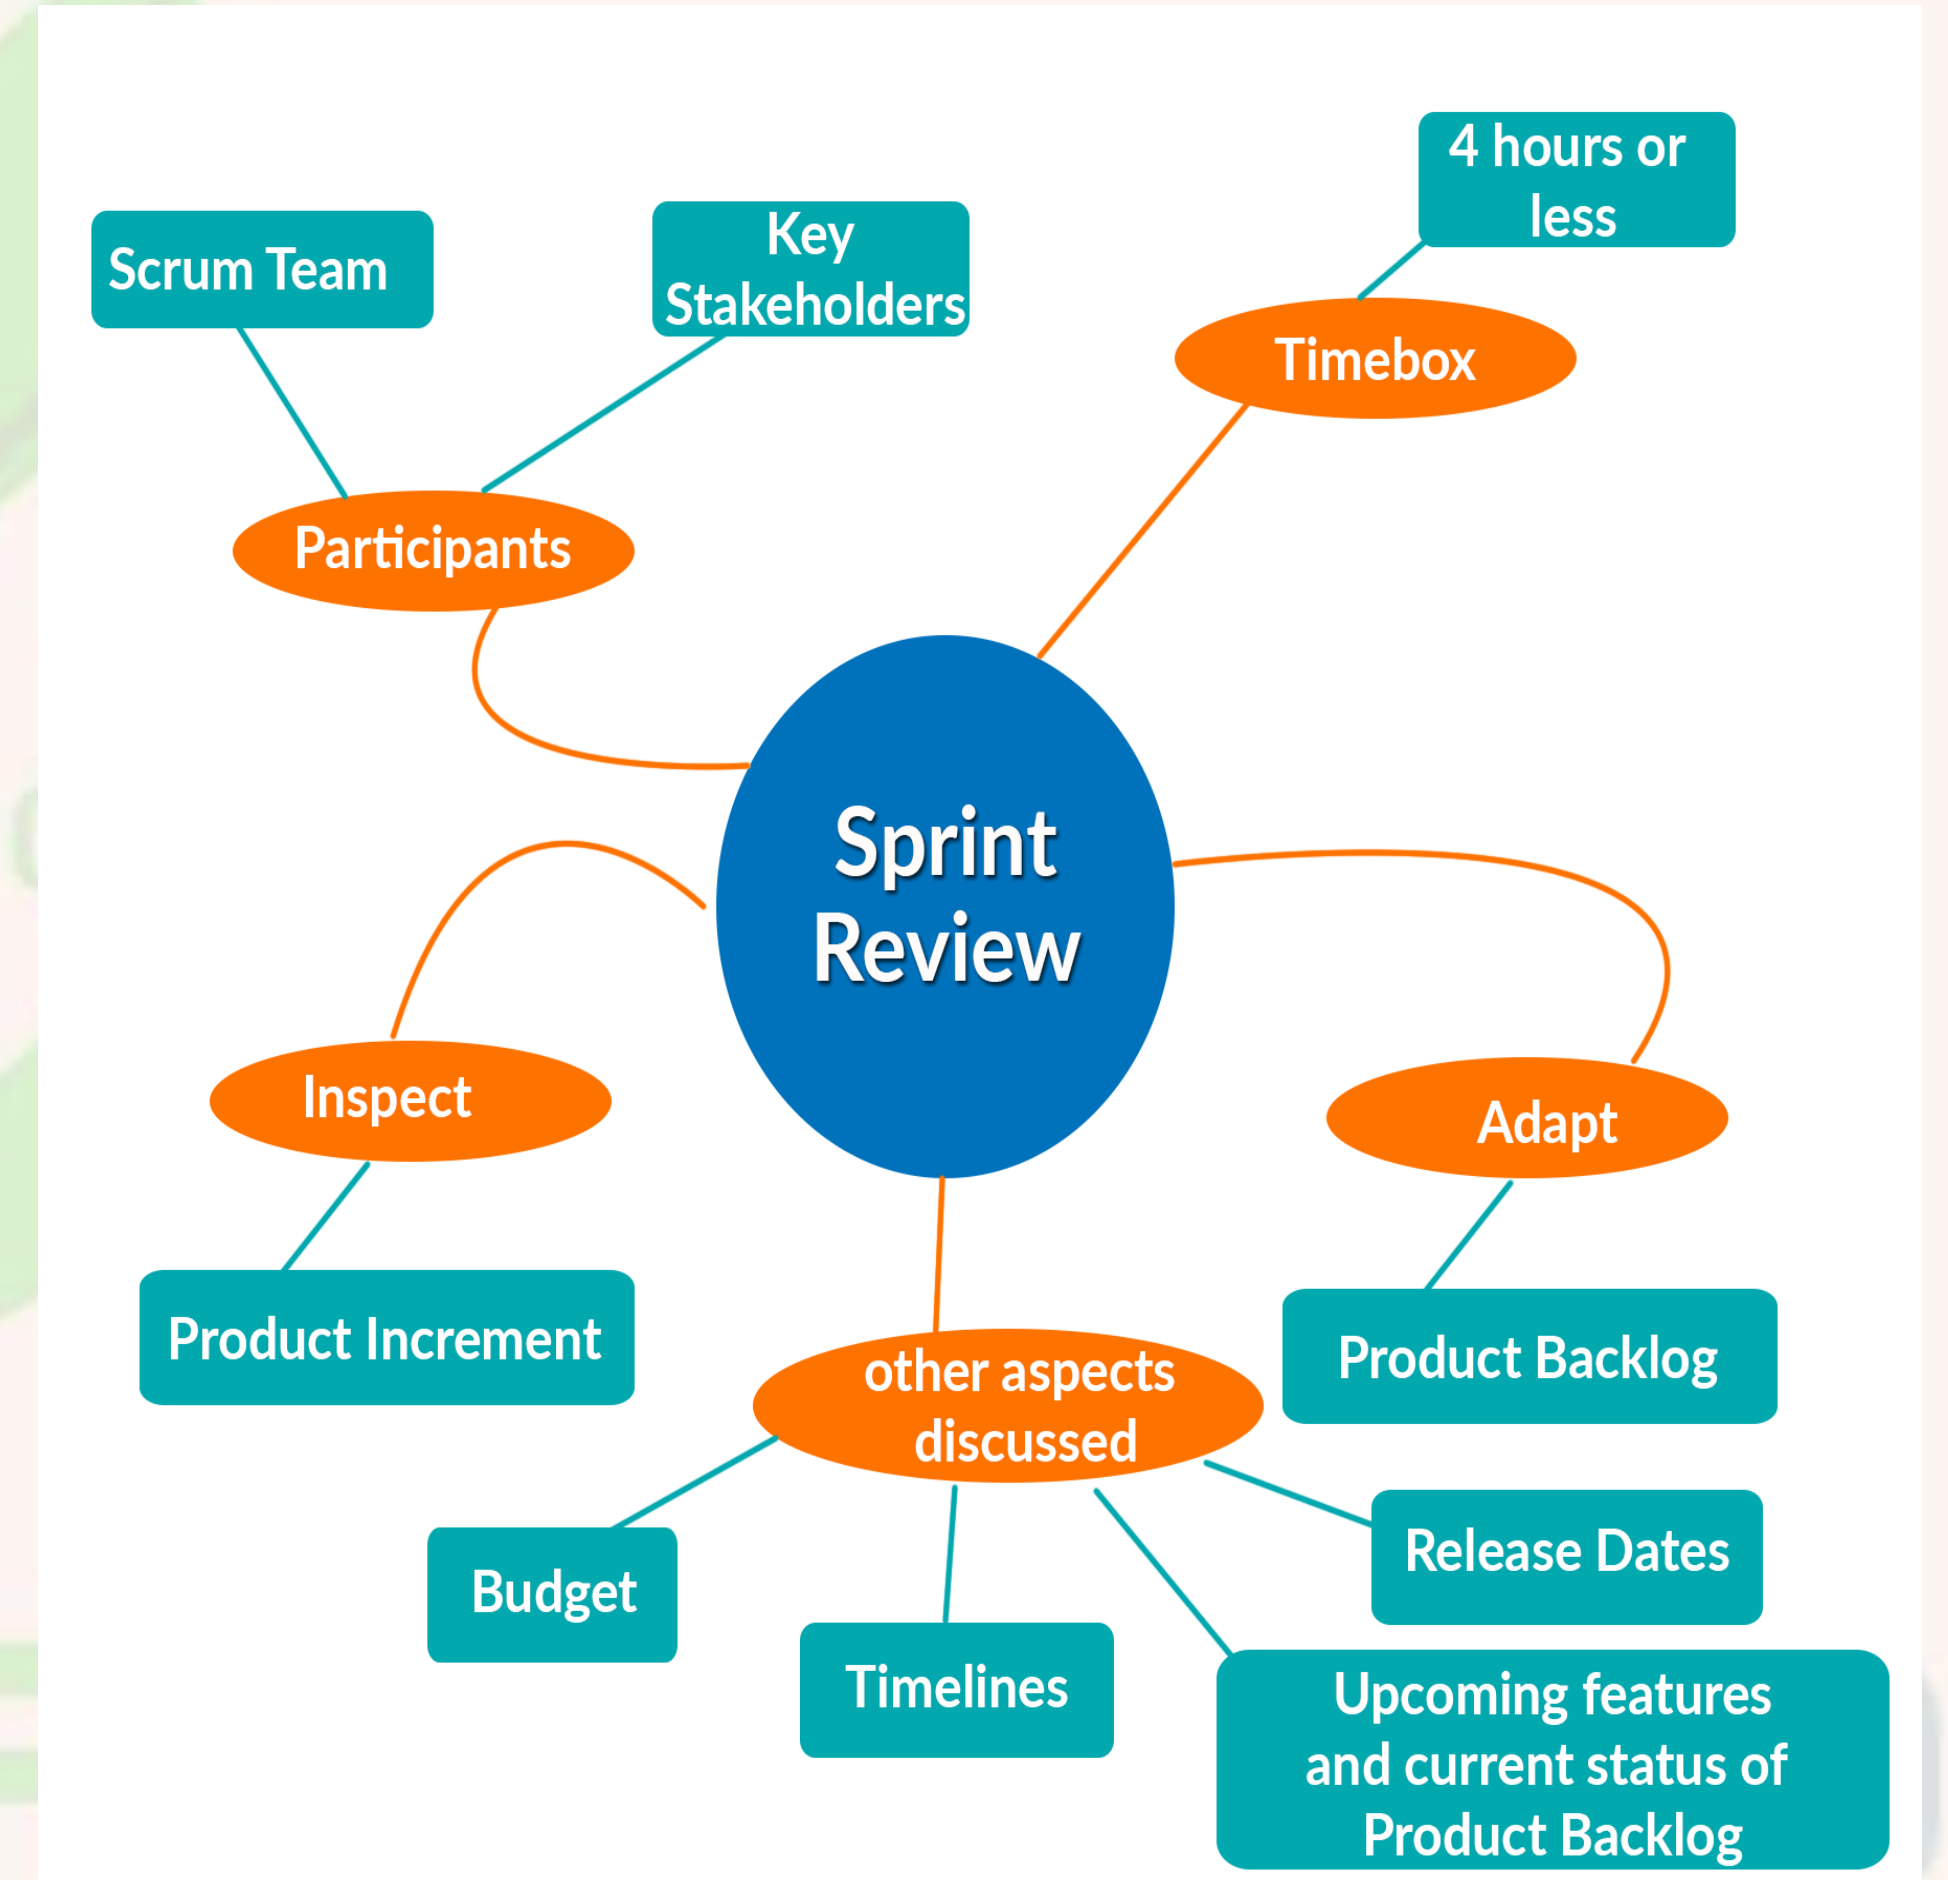 4 hours or
less
Key
Stakeholders
Scrum Team
Timebox
Participants
Sprint
Review
Inspect
Adapt
Product Increment
Product Backlog
other aspects
discussed
Release Dates
Budget
Timelines
Upcoming features
and current status of
Product Backlog